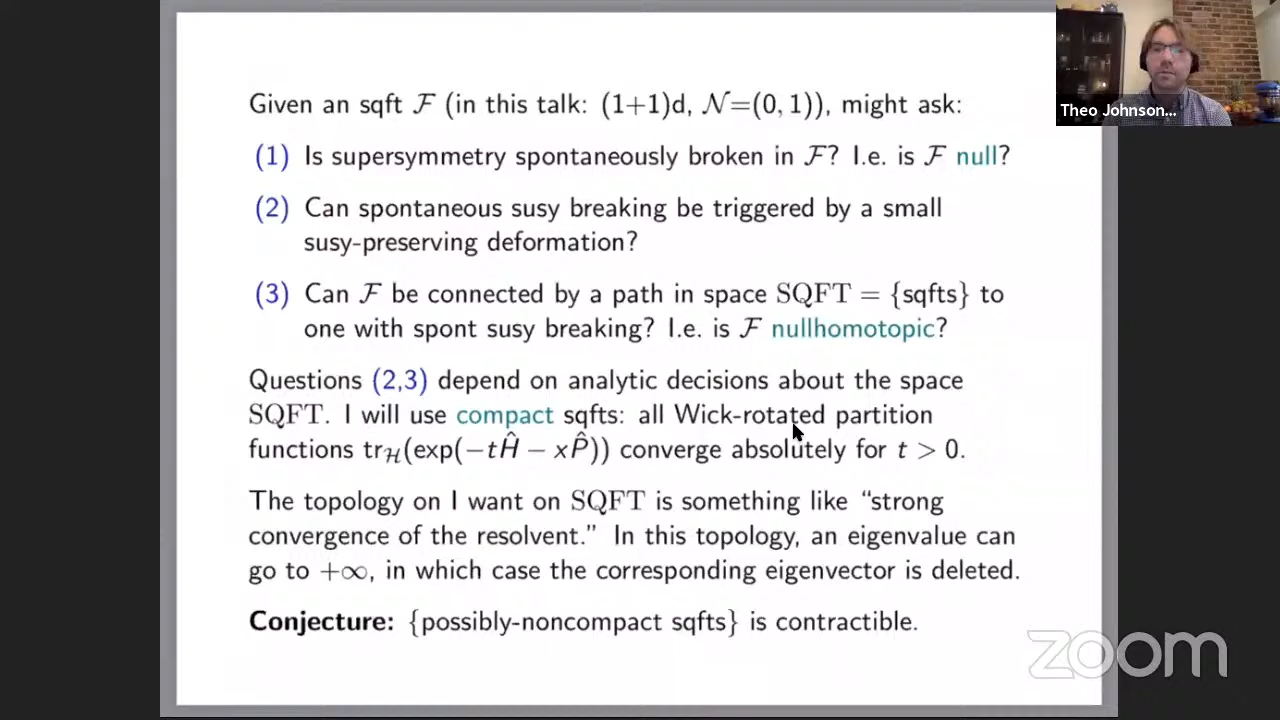 Given an sqft ℱ (in this talk: (1+1)d, 𝒩=(0, 1)), might ask:
(1) Is supersymmetry spontaneously broken in ℱ? I.e. is ℱ null?
(2) Can spontaneous susy breaking be triggered by a small
susy-preserving deformation?
(3) Can ℱ be connected by a path in space SQFT = {sqfts} to
one with spont susy breaking? I.e. is ℱ nullhomotopic?
Questions (2,3) depend on analytic decisions about the space
SQFT. I will use compact sqfts: all Wick-rotated partition
functions tr_ℋ(exp(−tĤ − xP̂)) converge absolutely for t > 0.
The topology on I want on SQFT is something like “strong
convergence of the resolvent.” In this topology, an eigenvalue can
go to +∞, in which case the corresponding eigenvector is deleted.
Conjecture: {possibly-noncompact sqfts} is contractible.
Theo Johnson...
zoom